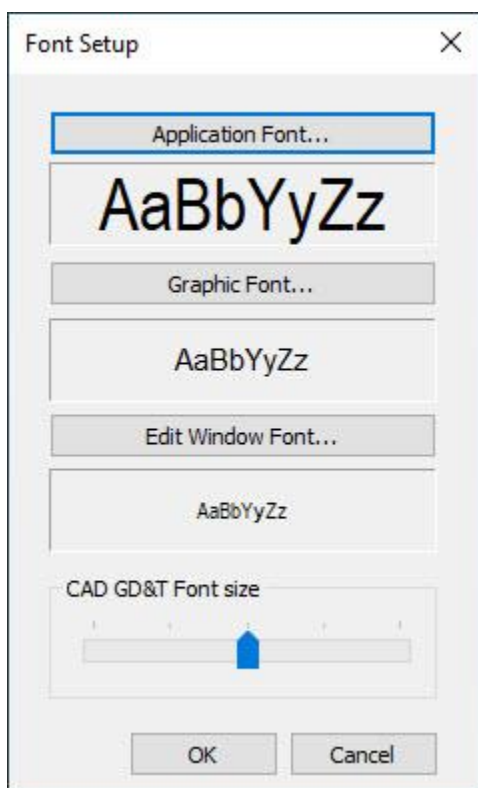 Font Setup
Application Font...
AaBbYyZz
Graphic Font...
AaBbYyZz
Edit Window Font...
AaBbYyZz
CAD GD&T Font size
OK Cancel